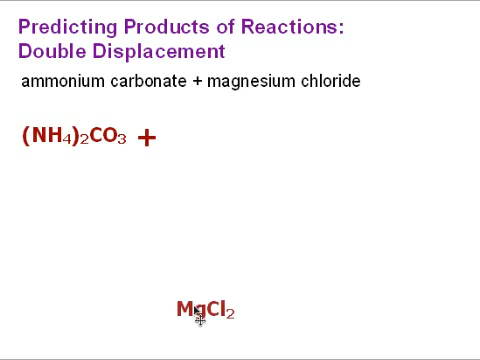 Predicting Products of Reactions:
Double Displacement
ammonium carbonate + magnesium chloride
(NH₄)₂CO₃ +
MgCl₂